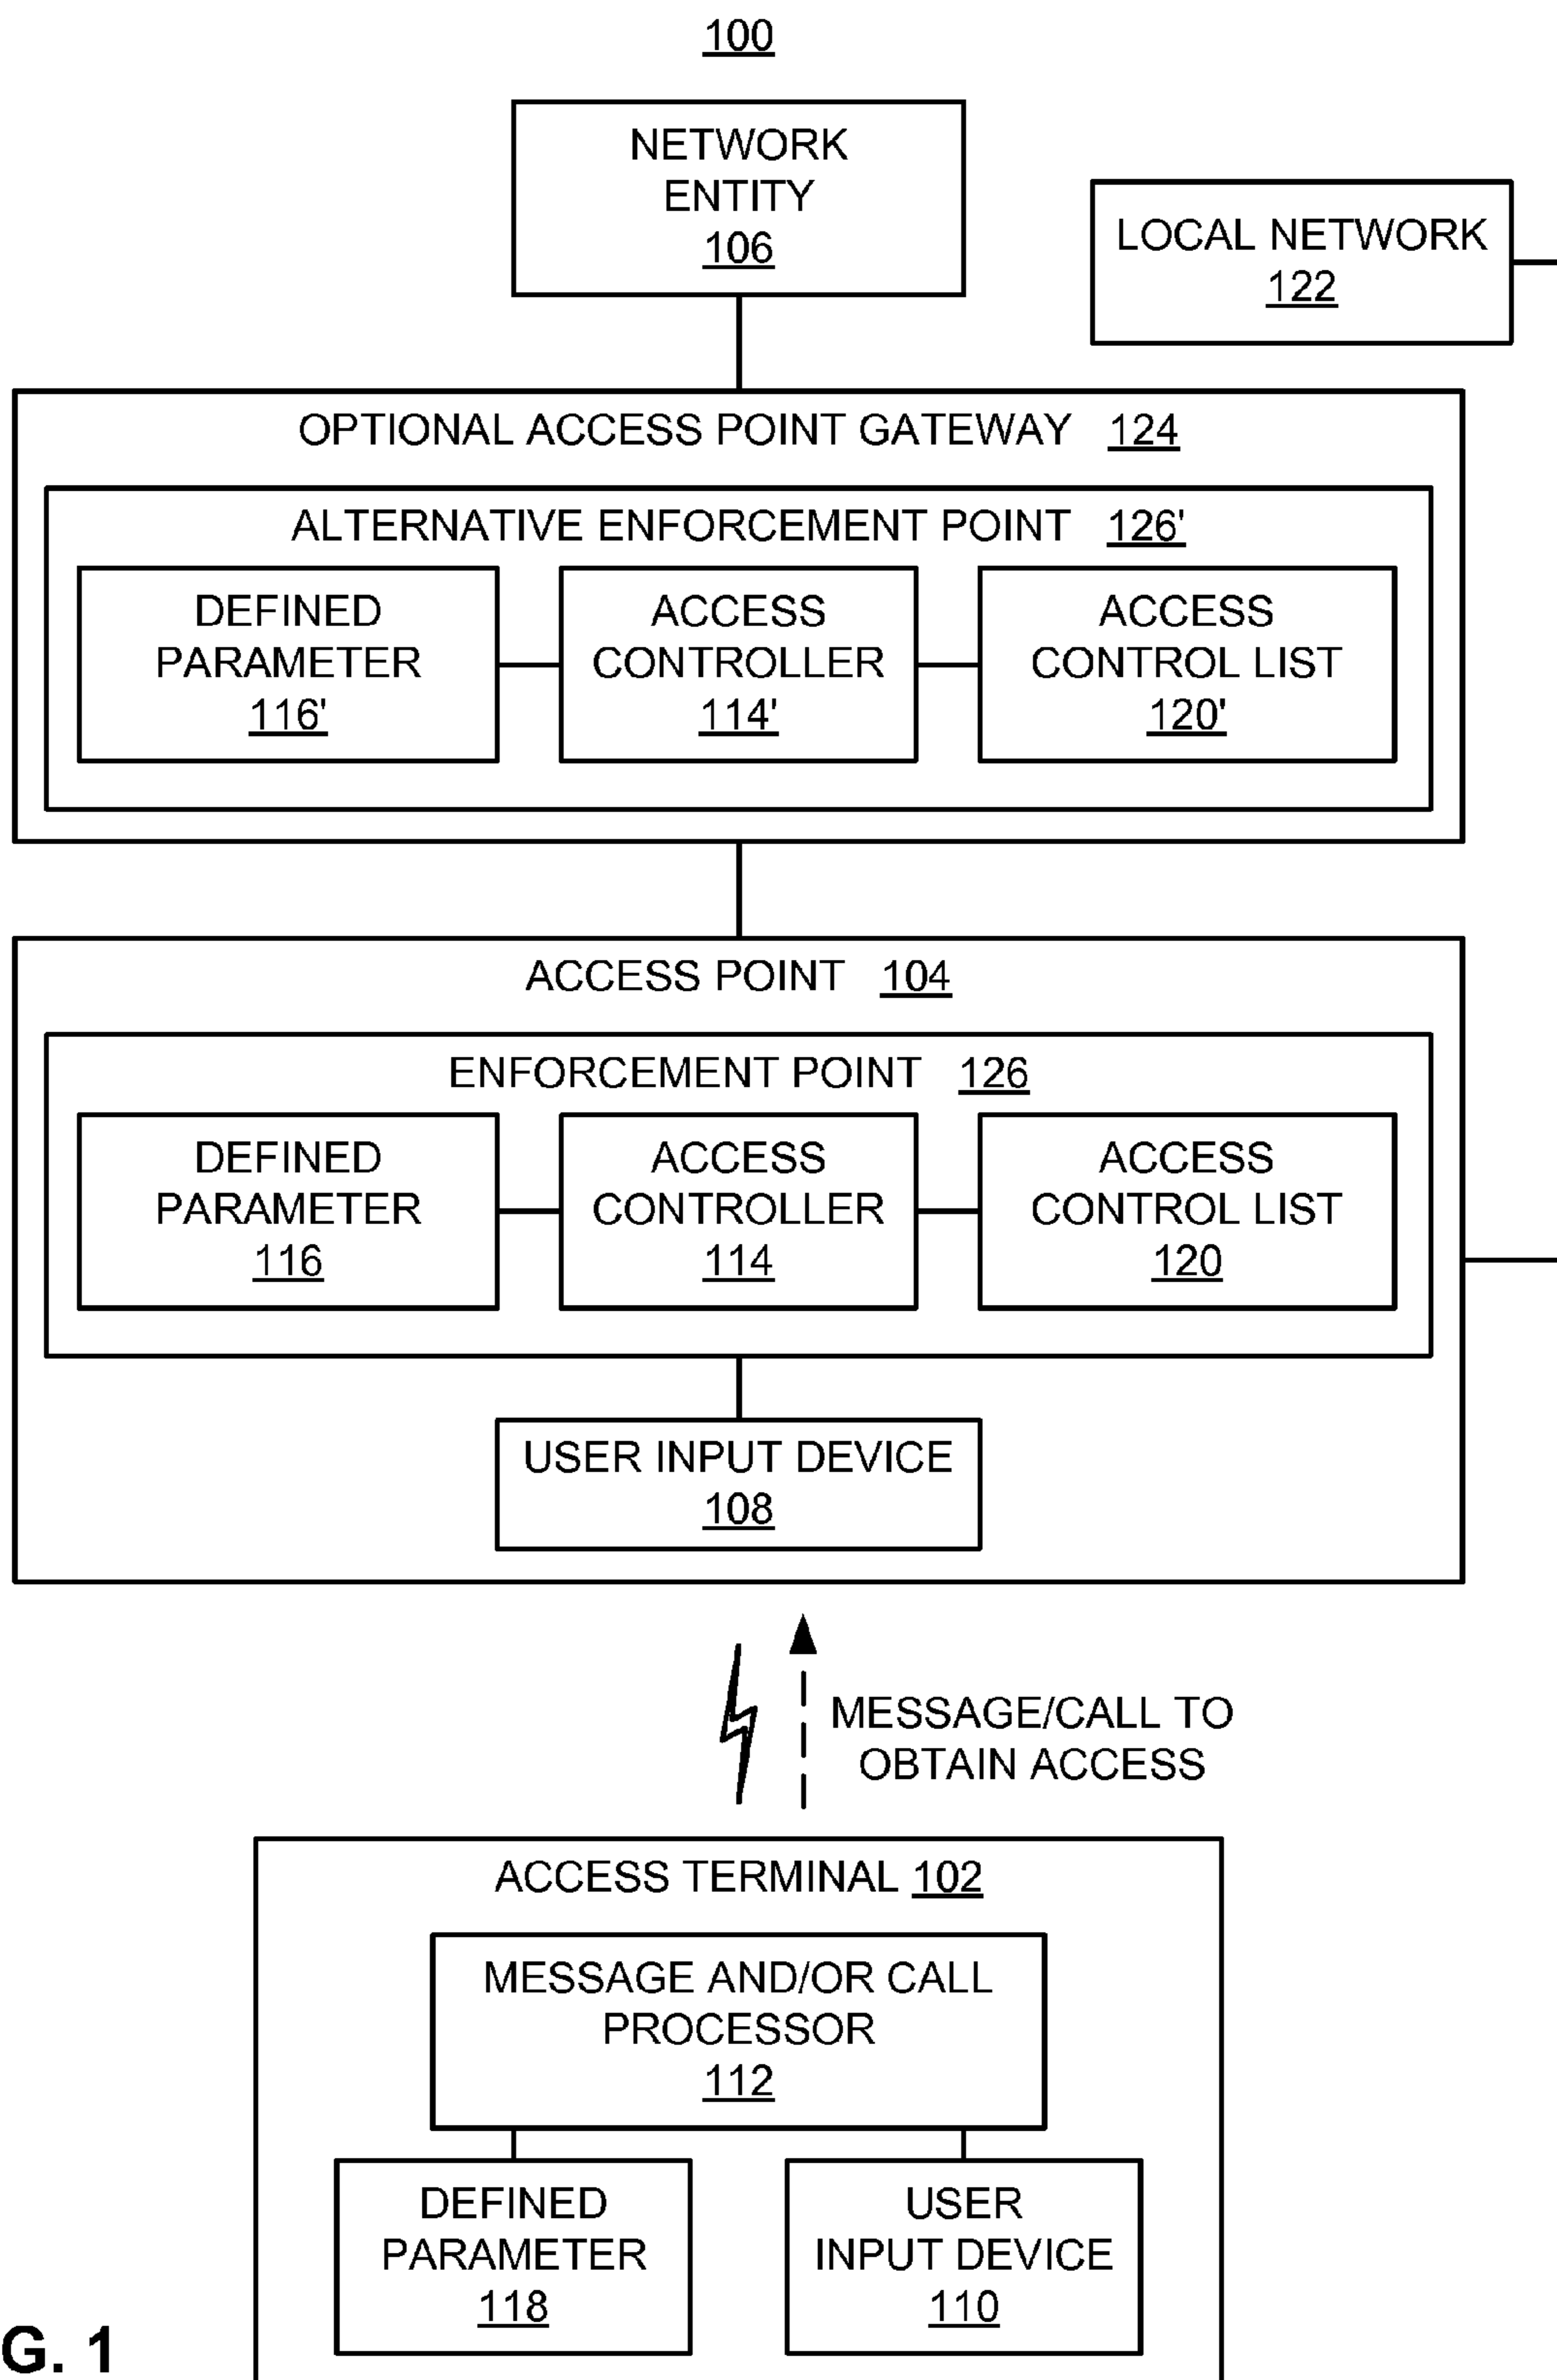 100
NETWORK
ENTITY
106
LOCAL NETWORK
122
OPTIONAL ACCESS POINT GATEWAY 124
ALTERNATIVE ENFORCEMENT POINT 126'
DEFINED
PARAMETER
116'
ACCESS
CONTROLLER
114'
ACCESS
CONTROL LIST
120'
ACCESS POINT 104
ENFORCEMENT POINT 126
DEFINED
PARAMETER
116
ACCESS
CONTROLLER
114
ACCESS
CONTROL LIST
120
USER INPUT DEVICE
108
MESSAGE/CALL TO
OBTAIN ACCESS
ACCESS TERMINAL 102
MESSAGE AND/OR CALL
PROCESSOR
112
DEFINED
PARAMETER
118
USER
INPUT DEVICE
110
G. 1